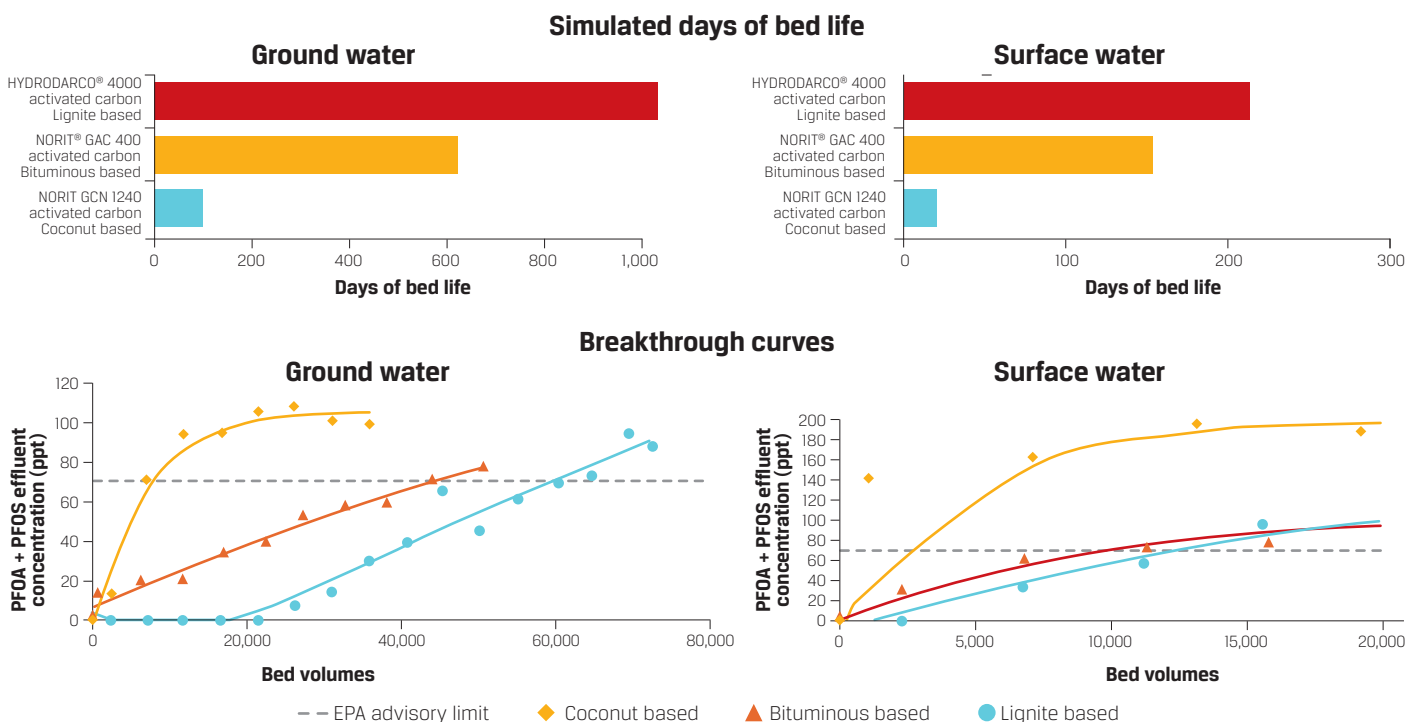 Simulated days of bed life
Ground water
HYDRODARCO® 4000
activated carbon
Lignite based
NORIT® GAC 400
activated carbon
Bituminous based
NORIT GCN 1240
activated carbon
Coconut based
0 200 400 600 800 1,000
Days of bed life
Surface water
HYDRODARCO® 4000
activated carbon
Lignite based
NORIT® GAC 400
activated carbon
Bituminous based
NORIT GCN 1240
activated carbon
Coconut based
0 100 200 300
Days of bed life
Breakthrough curves
Ground water
PFOA + PFOS effluent
concentration (ppt)
120
100
80
60
40
20
0
0 20,000 40,000 60,000 80,000
Bed volumes
Surface water
PFOA + PFOS effluent
concentration (ppt)
200
180
160
140
120
100
80
60
40
20
0
0 5,000 10,000 15,000 20,000
Bed volumes
EPA advisory limit Coconut based Bituminous based Lignite based